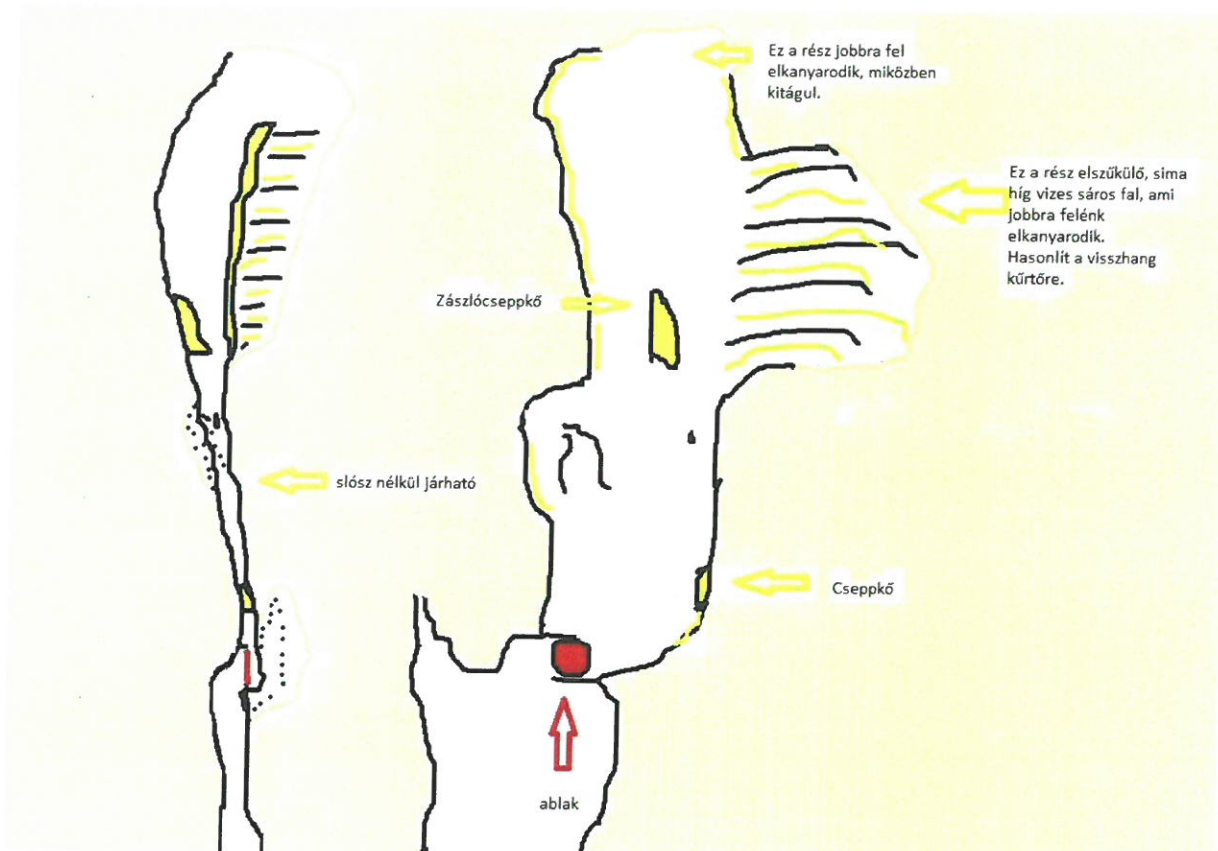 Ez a rész jobbra fel
elkanyarodik, miközben
kitágul.
Ez a rész elszűkülő, sima
híg vizes sáros fal, ami
jobbra felénk
elkanyarodik.
Hasonlít a visszhang
kűrtőre.
Zászlócseppkő
slósz nélkül járható
Cseppkő
ablak